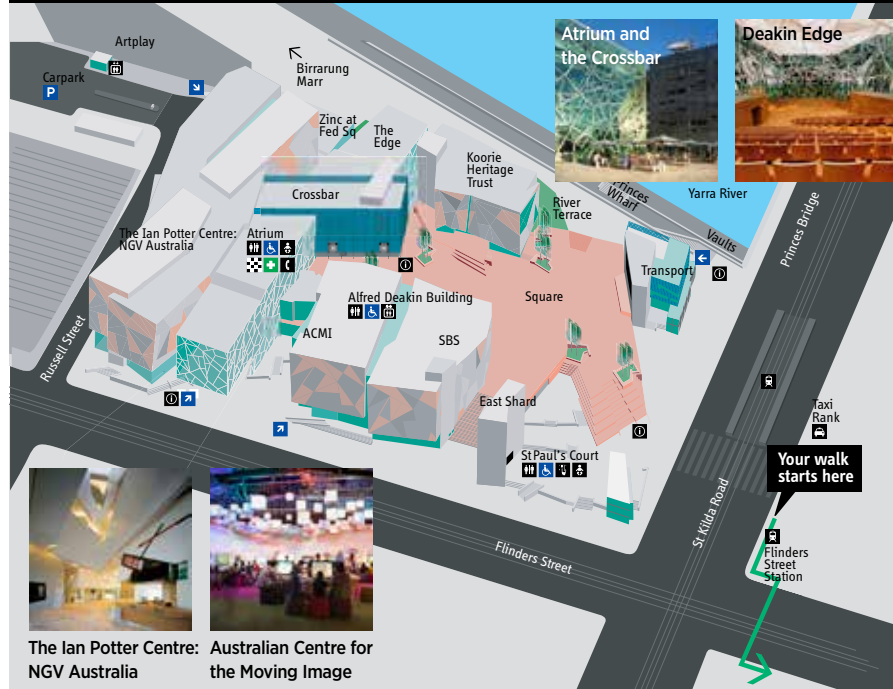 Artplay
Carpark
P
Birrarung
Marr
Zinc at
Fed Sq
The
Edge
Atrium and
the Crossbar
Deakin Edge
Koorie
Heritage
Trust
Crossbar
River
Terrace
Princes
Wharf
Yarra River
Vaults
Princes Bridge
The Ian Potter Centre:
NGV Australia
Atrium
Transport
Alfred Deakin Building
Square
ACMI
SBS
Russell Street
East Shard
St Paul's Court
Taxi
Rank
Your walk
starts here
St Kilda Road
Flinders Street
Flinders
Street
Station
The Ian Potter Centre:
NGV Australia
Australian Centre for
the Moving Image